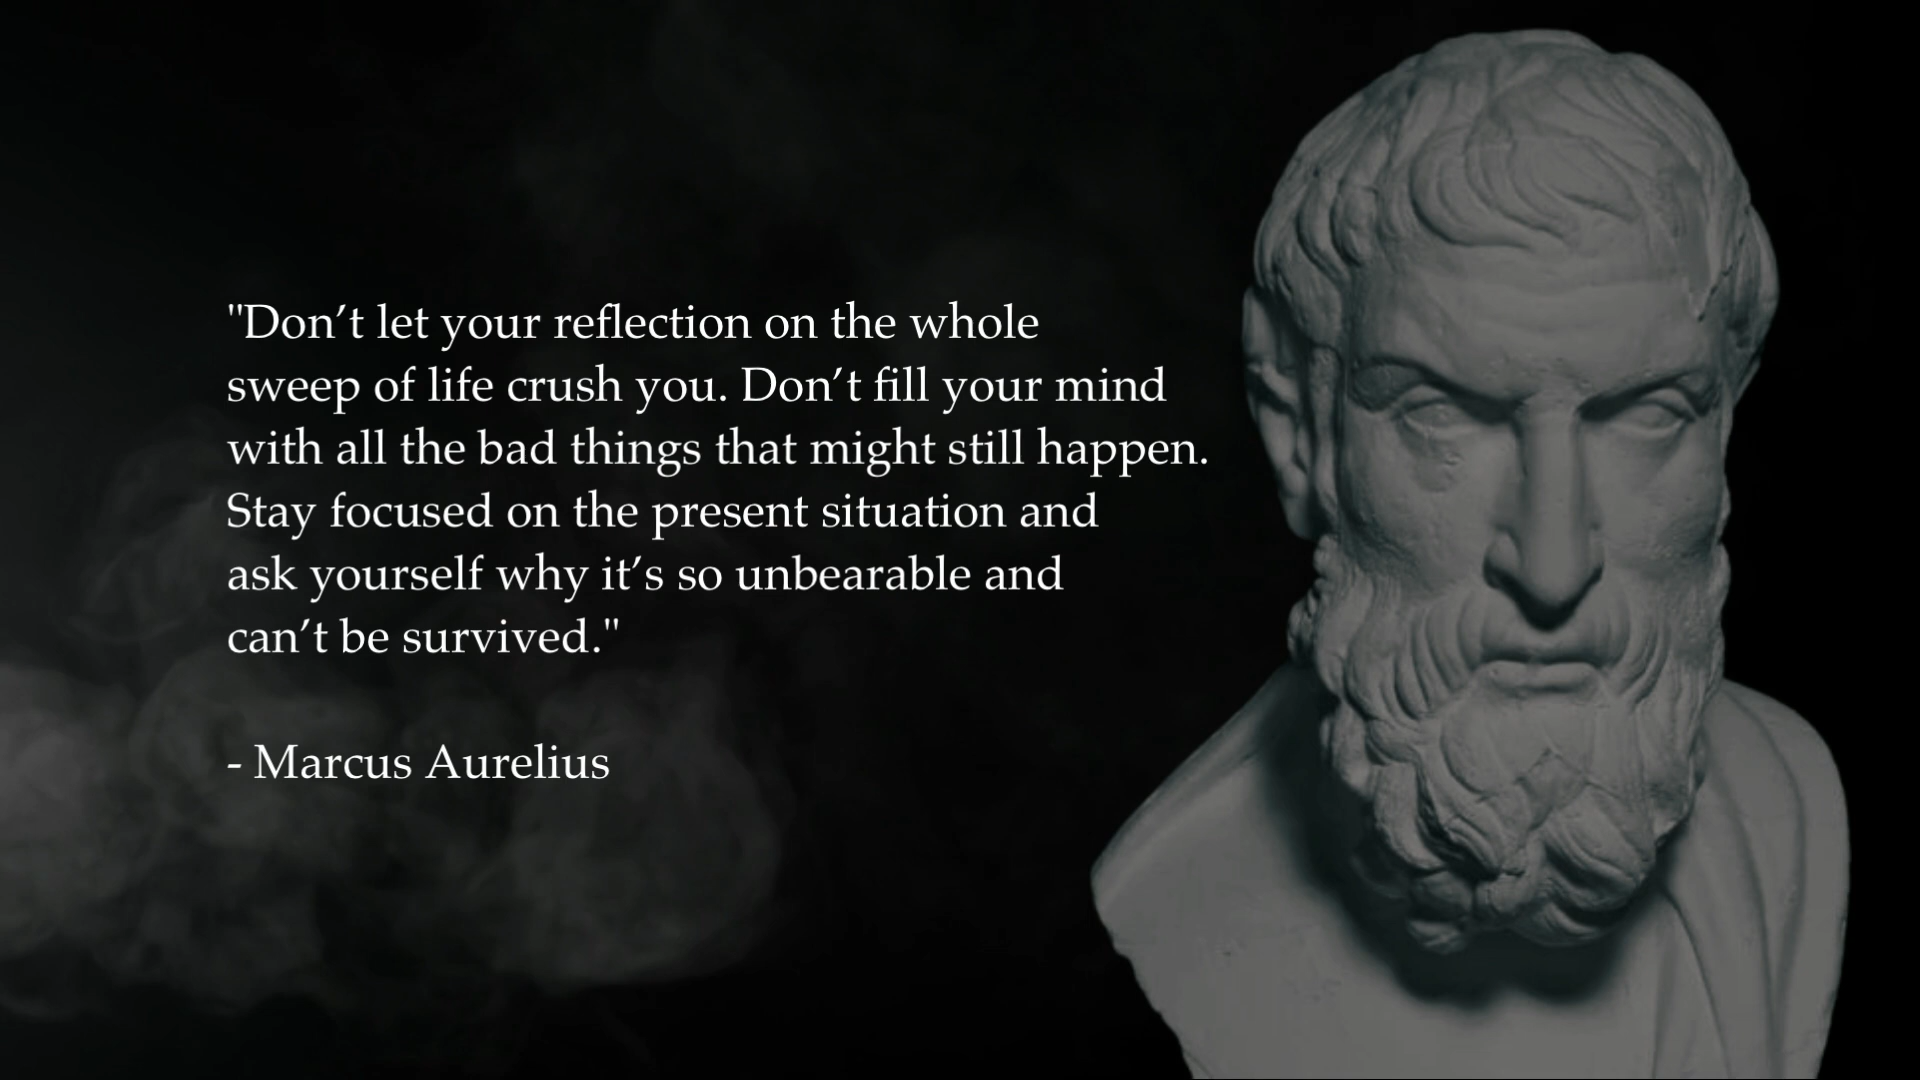 "Don’t let your reflection on the whole
sweep of life crush you. Don’t fill your mind
with all the bad things that might still happen.
Stay focused on the present situation and
ask yourself why it’s so unbearable and
can’t be survived."
- Marcus Aurelius